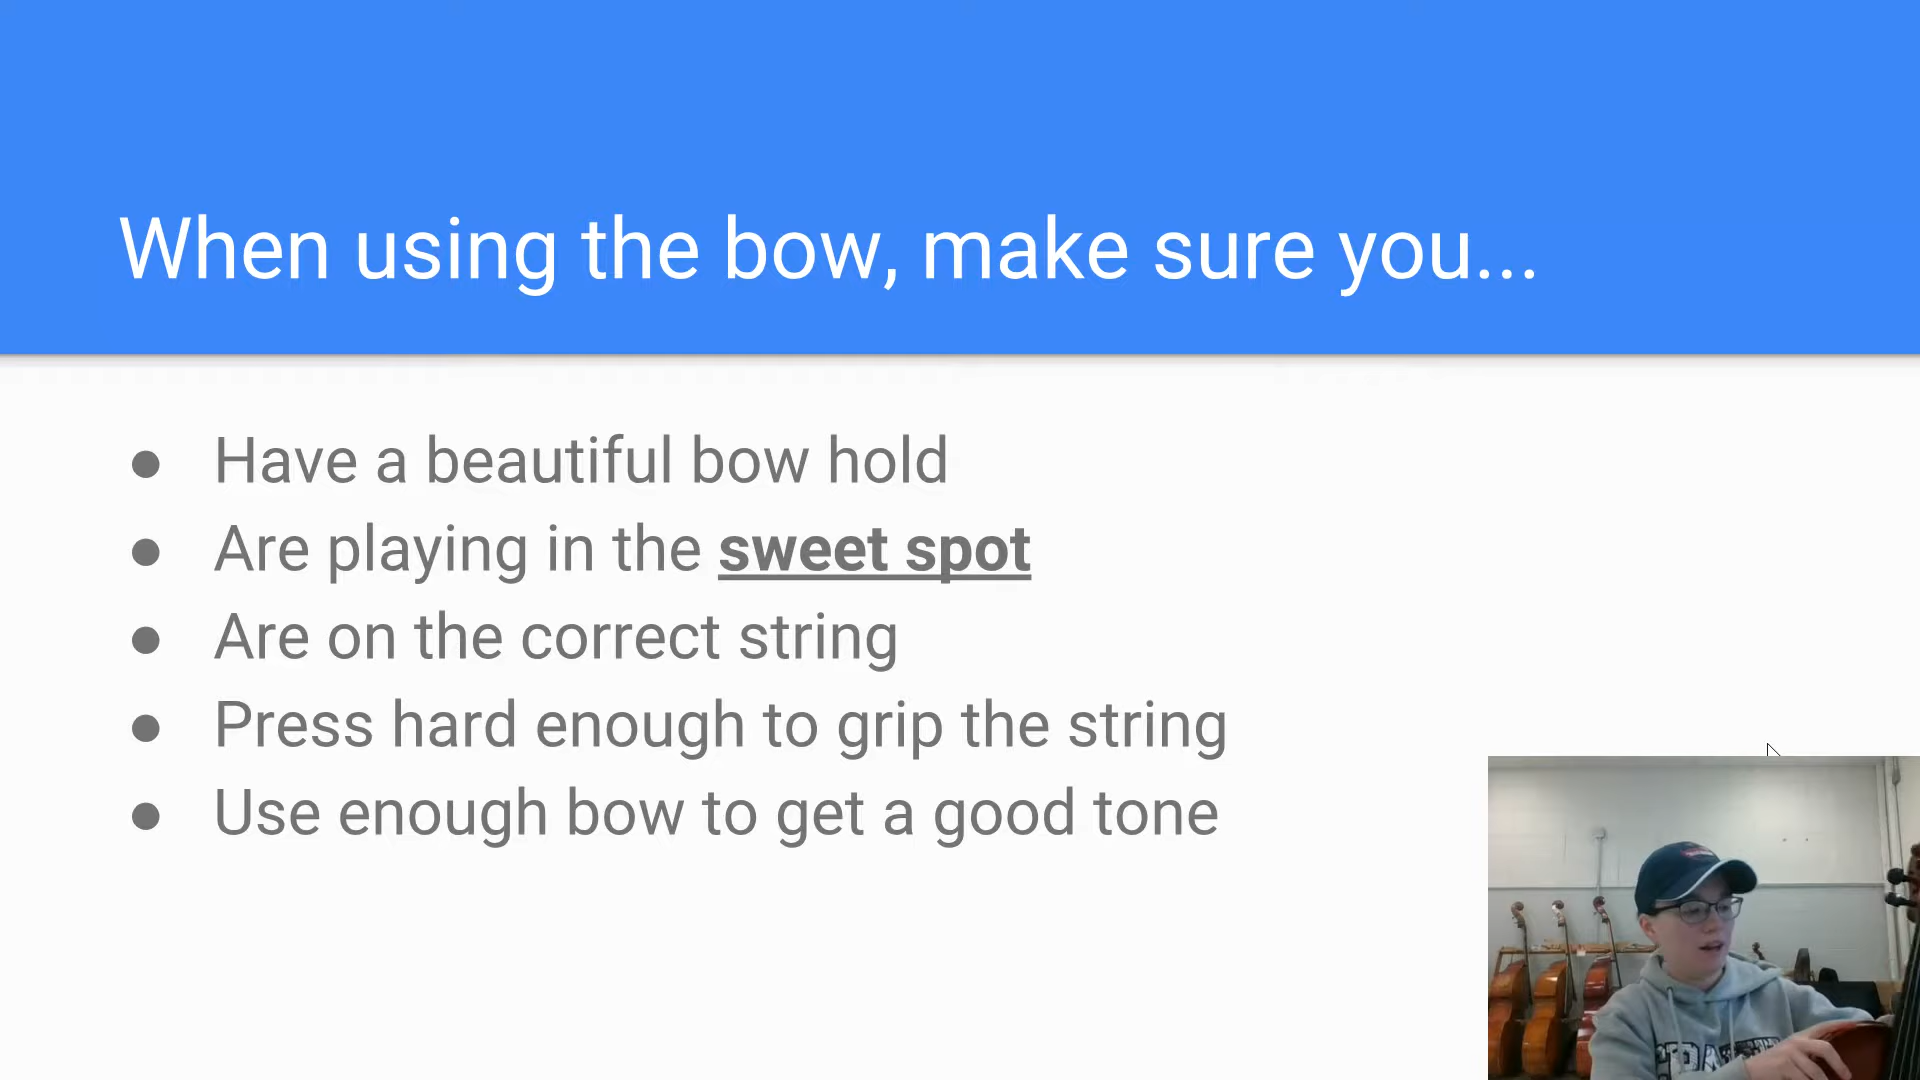 When using the bow, make sure you...
Have a beautiful bow hold
Are playing in the sweet spot
Are on the correct string
Press hard enough to grip the string
Use enough bow to get a good tone